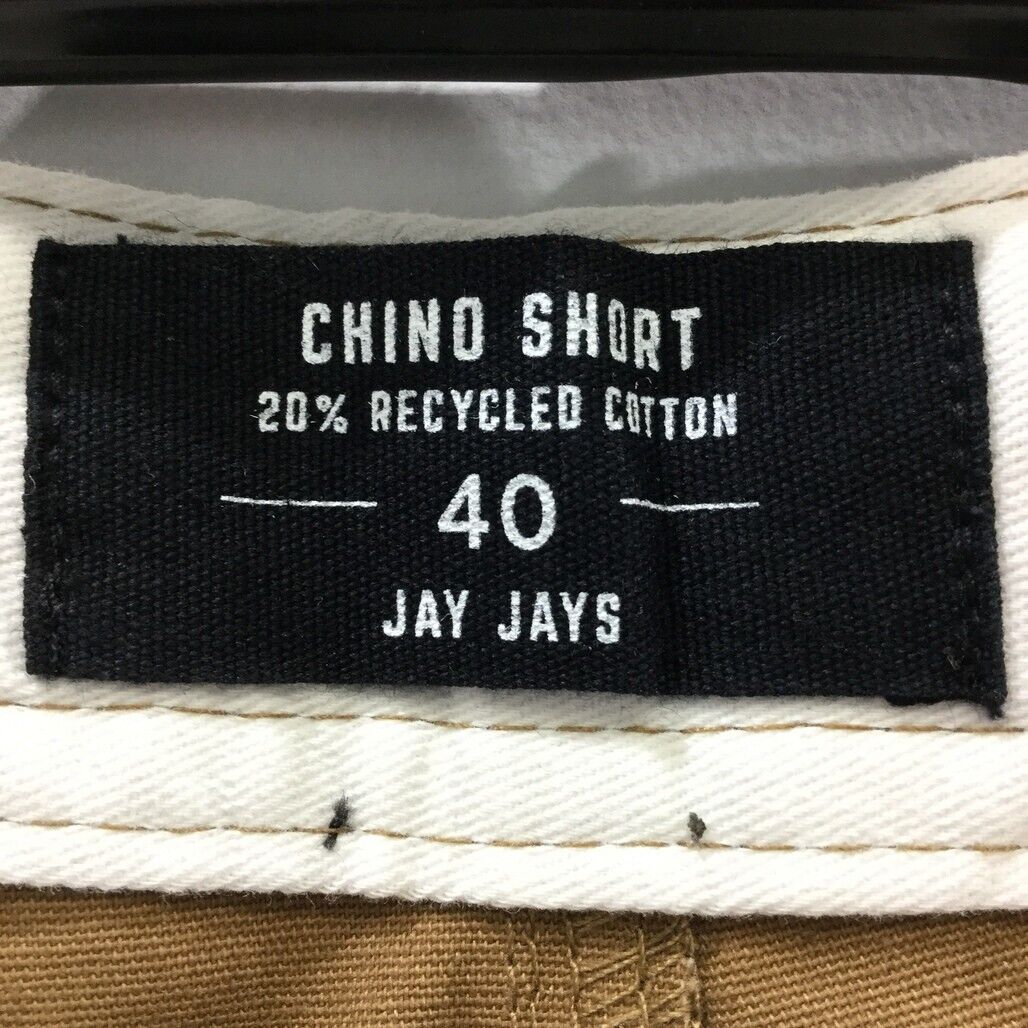 CHINO SHORT
20% RECYCLED COTTON
40
JAY JAYS